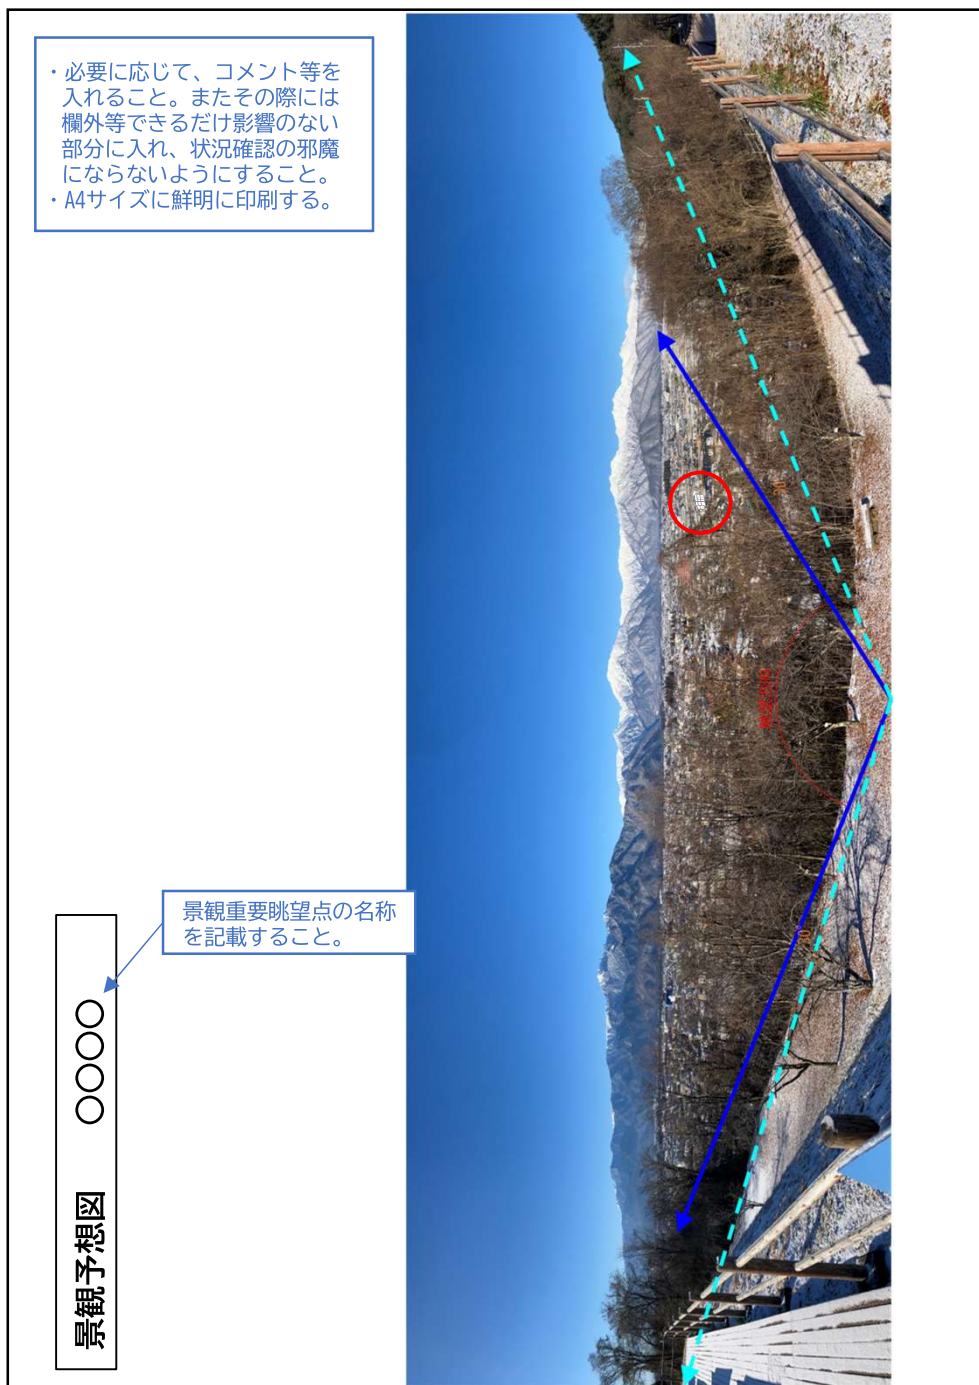 ・必要に応じて、コメント等を
入れること。またその際には
欄外等できるだけ影響のない
部分に入れ、状況確認の邪魔
にならないようにすること。
・A4サイズに鮮明に印刷する。
景観重要眺望点の名称
を記載すること。
景観予想図 〇〇〇〇